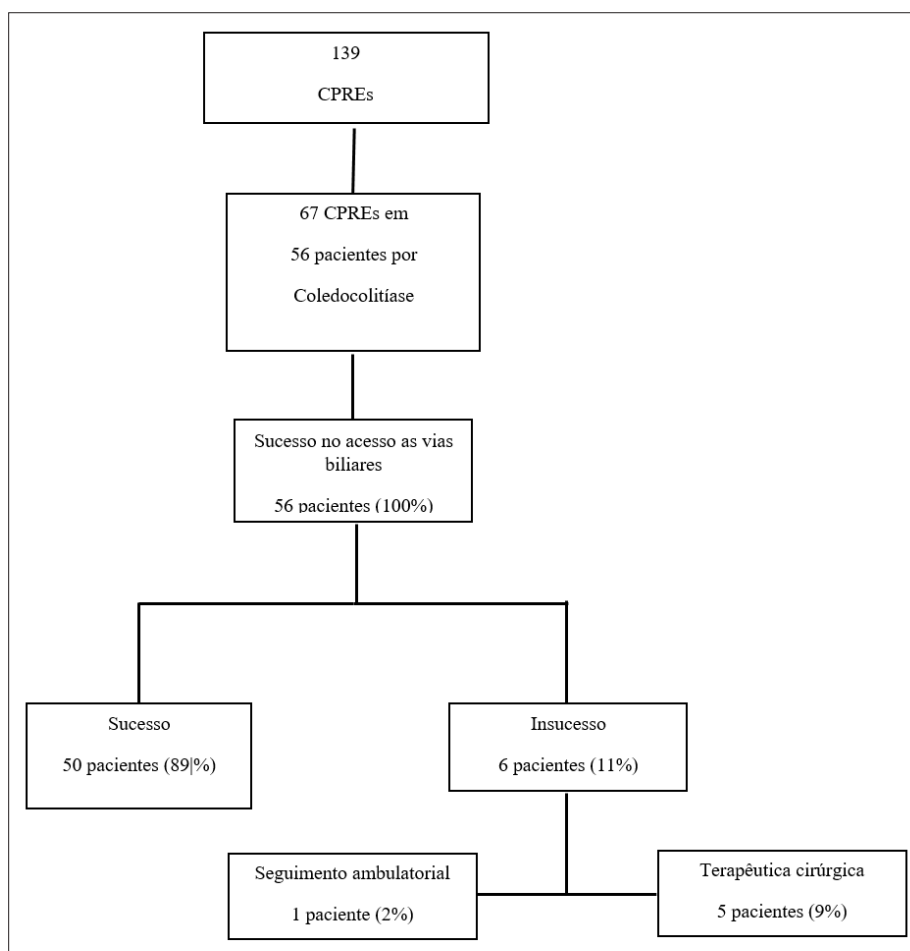 139
CPREs
67 CPREs em
56 pacientes por
Coledocolitíase
Sucesso no acesso as vias
biliares
56 pacientes (100%)
Sucesso
50 pacientes (89|%)
Insucesso
6 pacientes (11%)
Seguimento ambulatorial
1 paciente (2%)
Terapêutica cirúrgica
5 pacientes (9%)